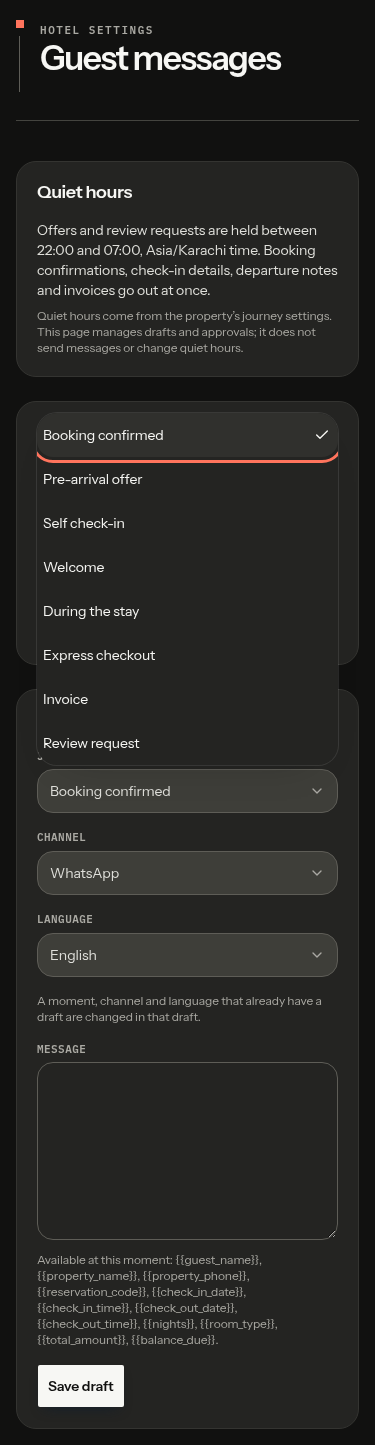 HOTEL SETTINGS
Guest messages
Quiet hours
Offers and review requests are held between
22:00 and 07:00, Asia/Karachi time. Booking
confirmations, check-in details, departure notes
and invoices go out at once.
Quiet hours come from the property's journey settings.
This page manages drafts and approvals; it does not
send messages or change quiet hours.
Booking confirmed
Pre-arrival offer
Self check-in
Welcome
During the stay
Express checkout
Invoice
Review request
Booking confirmed
CHANNEL
WhatsApp
LANGUAGE
English
A moment, channel and language that already have a
draft are changed in that draft.
MESSAGE
Available at this moment: {{guest_name}},
{{property_name}}, {{property_phone}},
{{reservation_code}}, {{check_in_date}},
{{check_in_time}}, {{check_out_date}},
{{check_out_time}}, {{nights}}, {{room_type}},
{{total_amount}}, {{balance_due}}.
Save draft